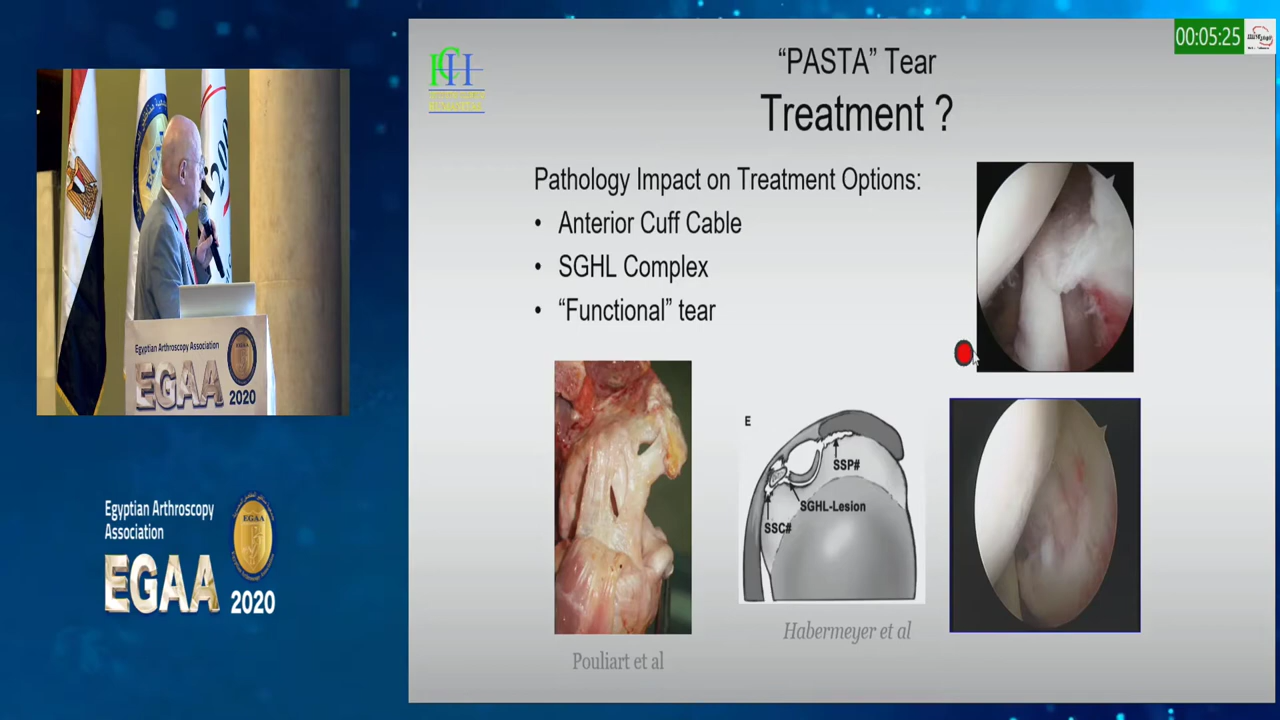 00:05:25
“PASTA” Tear
Treatment ?
Pathology Impact on Treatment Options:
• Anterior Cuff Cable
• SGHL Complex
• “Functional” tear
E
SSP#
SGHL-Lesion
SSC#
Habermeyer et al
Pouliart et al
Egyptian Arthroscopy Association
EGAA
2020
Egyptian Arthroscopy
Association
EGAA
EGAA
2020